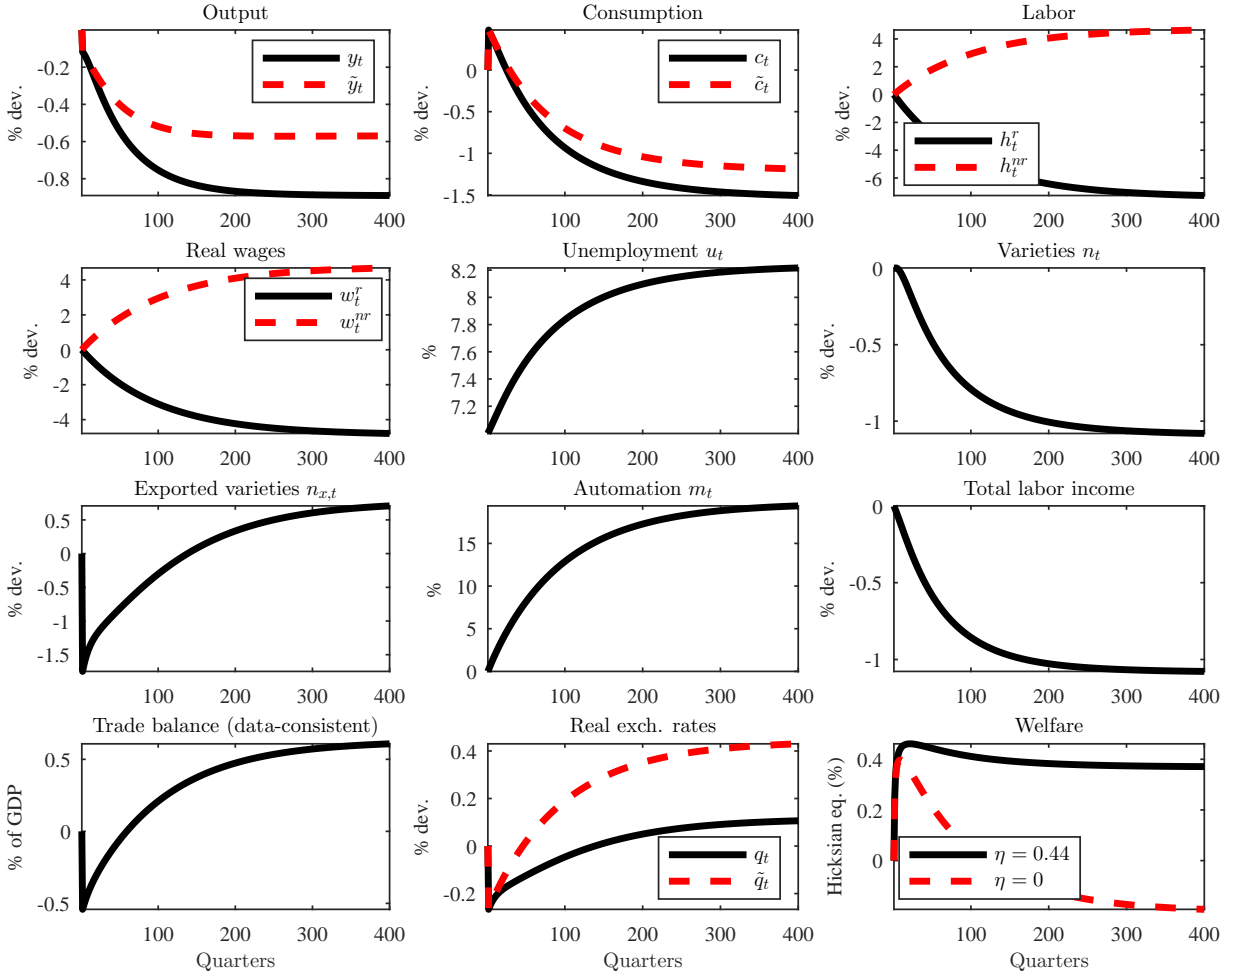 Output
Consumption
Labor
% dev.
-0.2
-0.4
-0.6
-0.8
100 200 300 400
y_t
ỹ_t
% dev.
0
-0.5
-1
-1.5
100 200 300 400
c_t
c̃_t
% dev.
4
2
0
-2
-4
-6
100 200 300 400
h_t^r
h_t^{nr}
Real wages
Unemployment u_t
Varieties n_t
% dev.
4
2
0
-2
-4
100 200 300 400
w_t^r
w_t^{nr}
%
8.2
8
7.8
7.6
7.4
7.2
100 200 300 400
% dev.
0
-0.5
-1
100 200 300 400
Exported varieties n_{x,t}
Automation m_t
Total labor income
% dev.
0.5
0
-0.5
-1
-1.5
100 200 300 400
%
15
10
5
0
100 200 300 400
% dev.
0
-0.5
-1
100 200 300 400
Trade balance (data-consistent)
Real exch. rates
Welfare
% of GDP
0.5
0
-0.5
100 200 300 400
Quarters
% dev.
0.4
0.2
0
-0.2
100 200 300 400
q_t
q̃_t
Quarters
Hicksian eq. (%)
0.4
0.2
0
100 200 300 400
η = 0.44
η = 0
Quarters